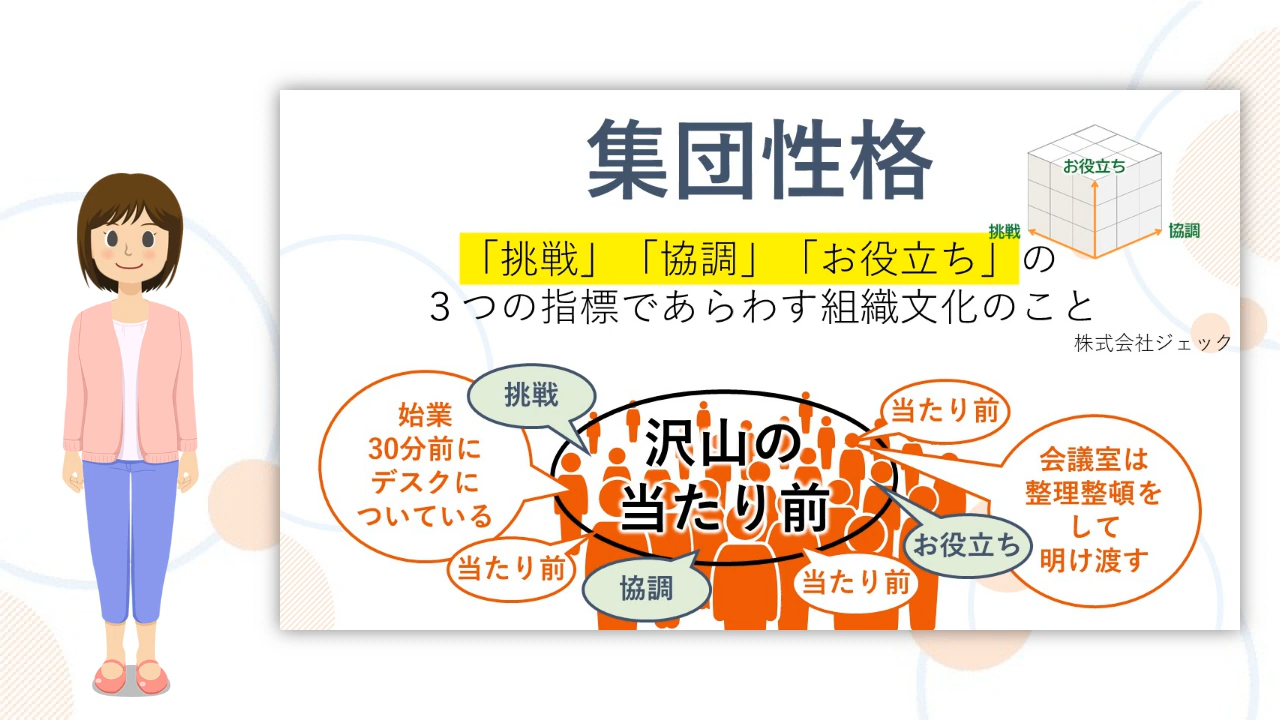 集団性格
お役立ち
挑戦
協調
「挑戦」「協調」「お役立ち」の
３つの指標であらわす組織文化のこと
株式会社ジェック
挑戦
始業
30分前に
デスクに
ついている
当たり前
沢山の
当たり前
協調
当たり前
当たり前
お役立ち
会議室は
整理整頓を
して
明け渡す